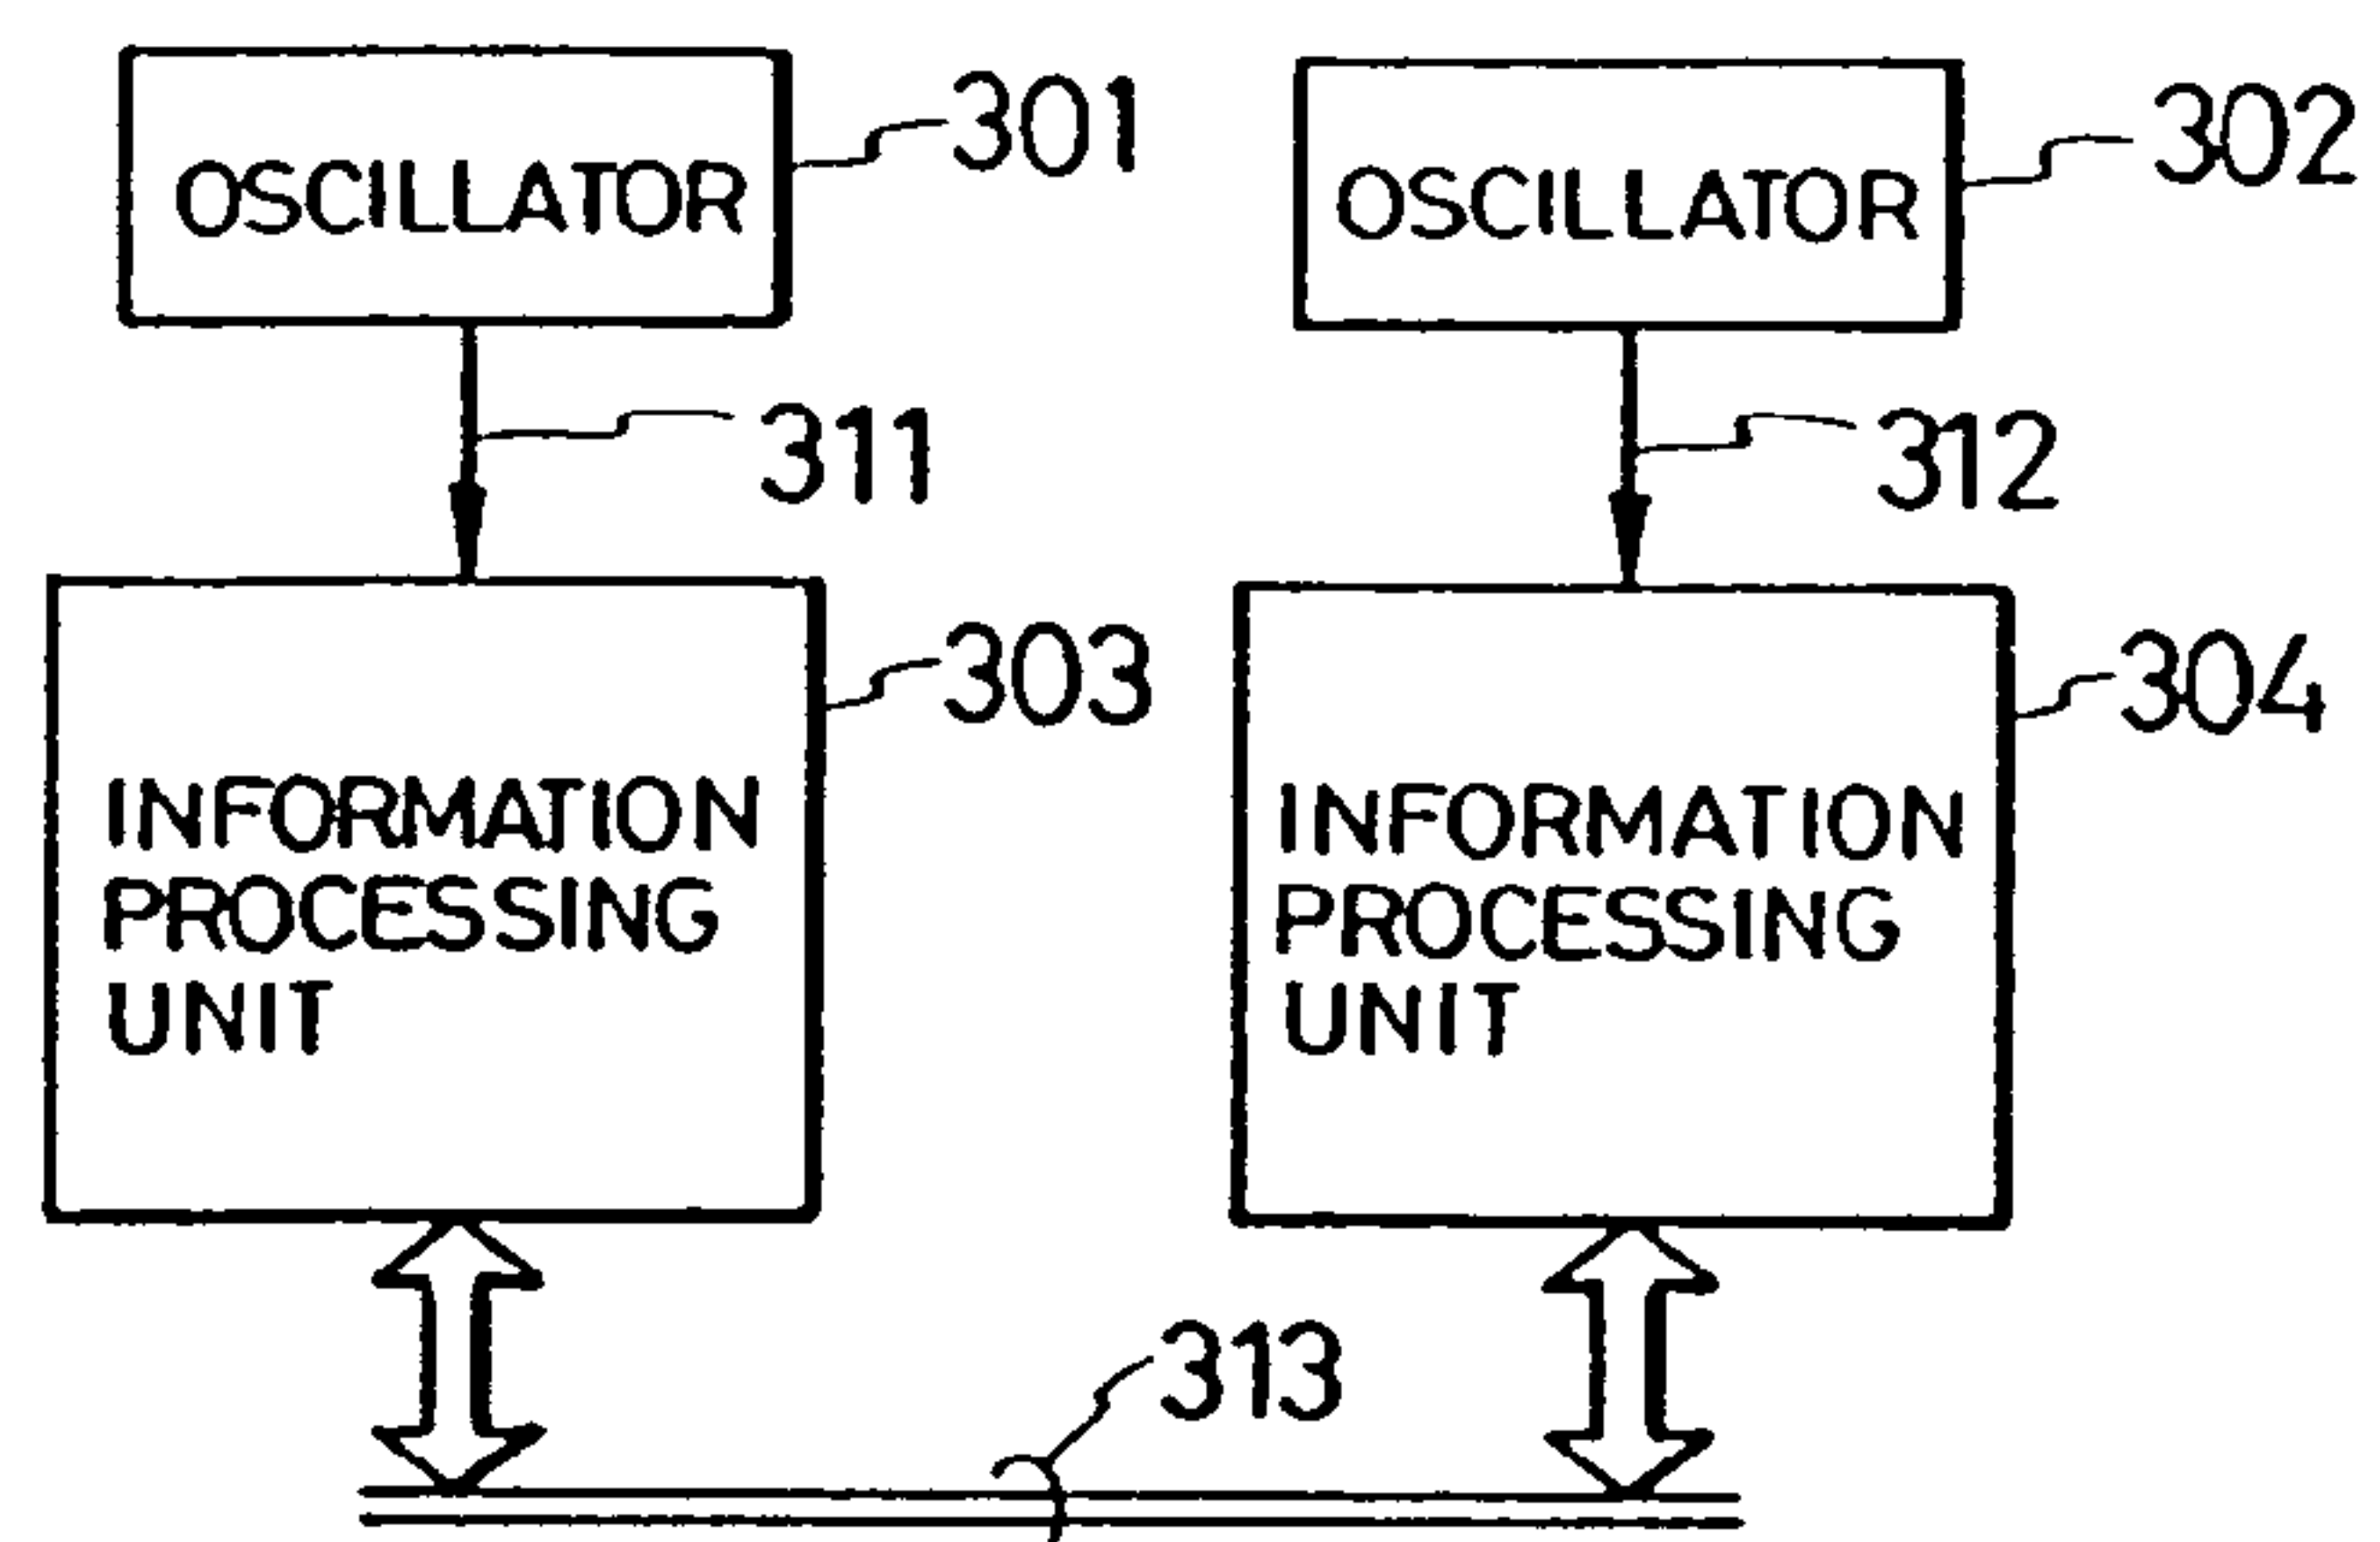 OSCILLATOR
301
OSCILLATOR
302
311
312
303
304
INFORMATION
PROCESSING
UNIT
INFORMATION
PROCESSING
UNIT
313